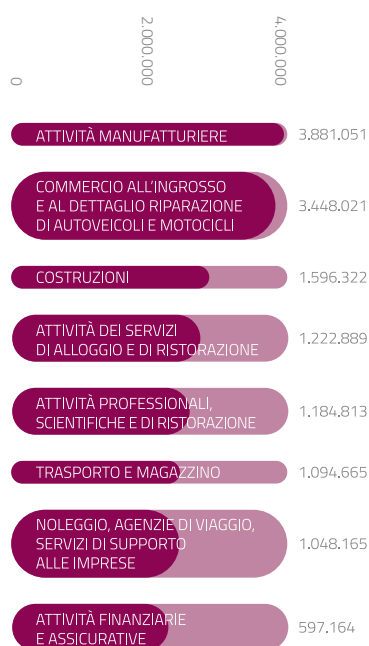 0
2.000.000
4.000.000
ATTIVITÀ MANUFATTURIERE
3.881.051
COMMERCIO ALL'INGROSSO
E AL DETTAGLIO RIPARAZIONE
DI AUTOVEICOLI E MOTOCICLI
3.448.021
COSTRUZIONI
1.596.322
ATTIVITÀ DEI SERVIZI
DI ALLOGGIO E DI RISTORAZIONE
1.222.889
ATTIVITÀ PROFESSIONALI,
SCIENTIFICHE E DI RISTORAZIONE
1.184.813
TRASPORTO E MAGAZZINO
1.094.665
NOLEGGIO, AGENZIE DI VIAGGIO,
SERVIZI DI SUPPORTO
ALLE IMPRESE
1.048.165
ATTIVITÀ FINANZIARIE
E ASSICURATIVE
597.164